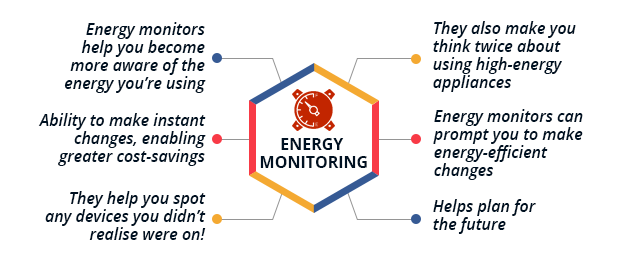 Energy monitors
help you become
more aware of the
energy you’re using
Ability to make instant
changes, enabling
greater cost-savings
They help you spot
any devices you didn’t
realise were on!
ENERGY
MONITORING
They also make you
think twice about
using high-energy
appliances
Energy monitors can
prompt you to make
energy-efficient
changes
Helps plan for
the future